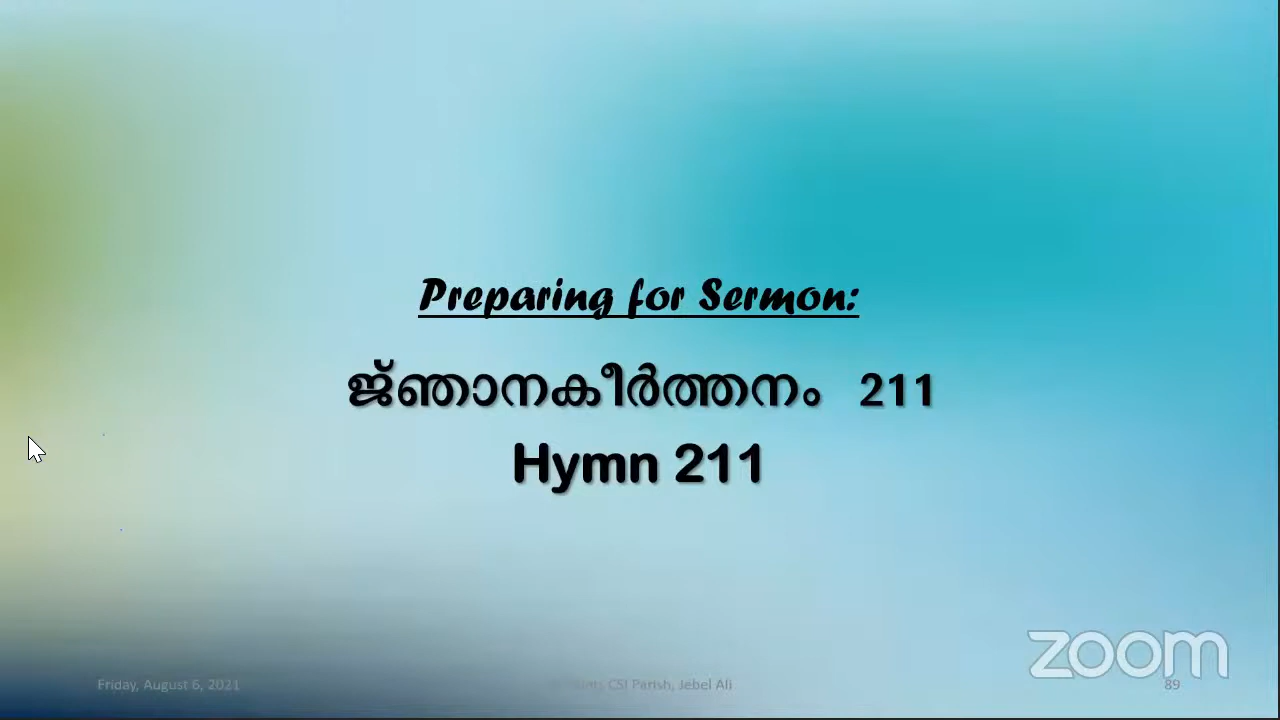 Preparing for Sermon:
ജ്ഞാനകീർത്തനം 211
Hymn 211
zoom
Friday, August 6, 2021 CSI Parish, Jebel Ali 89